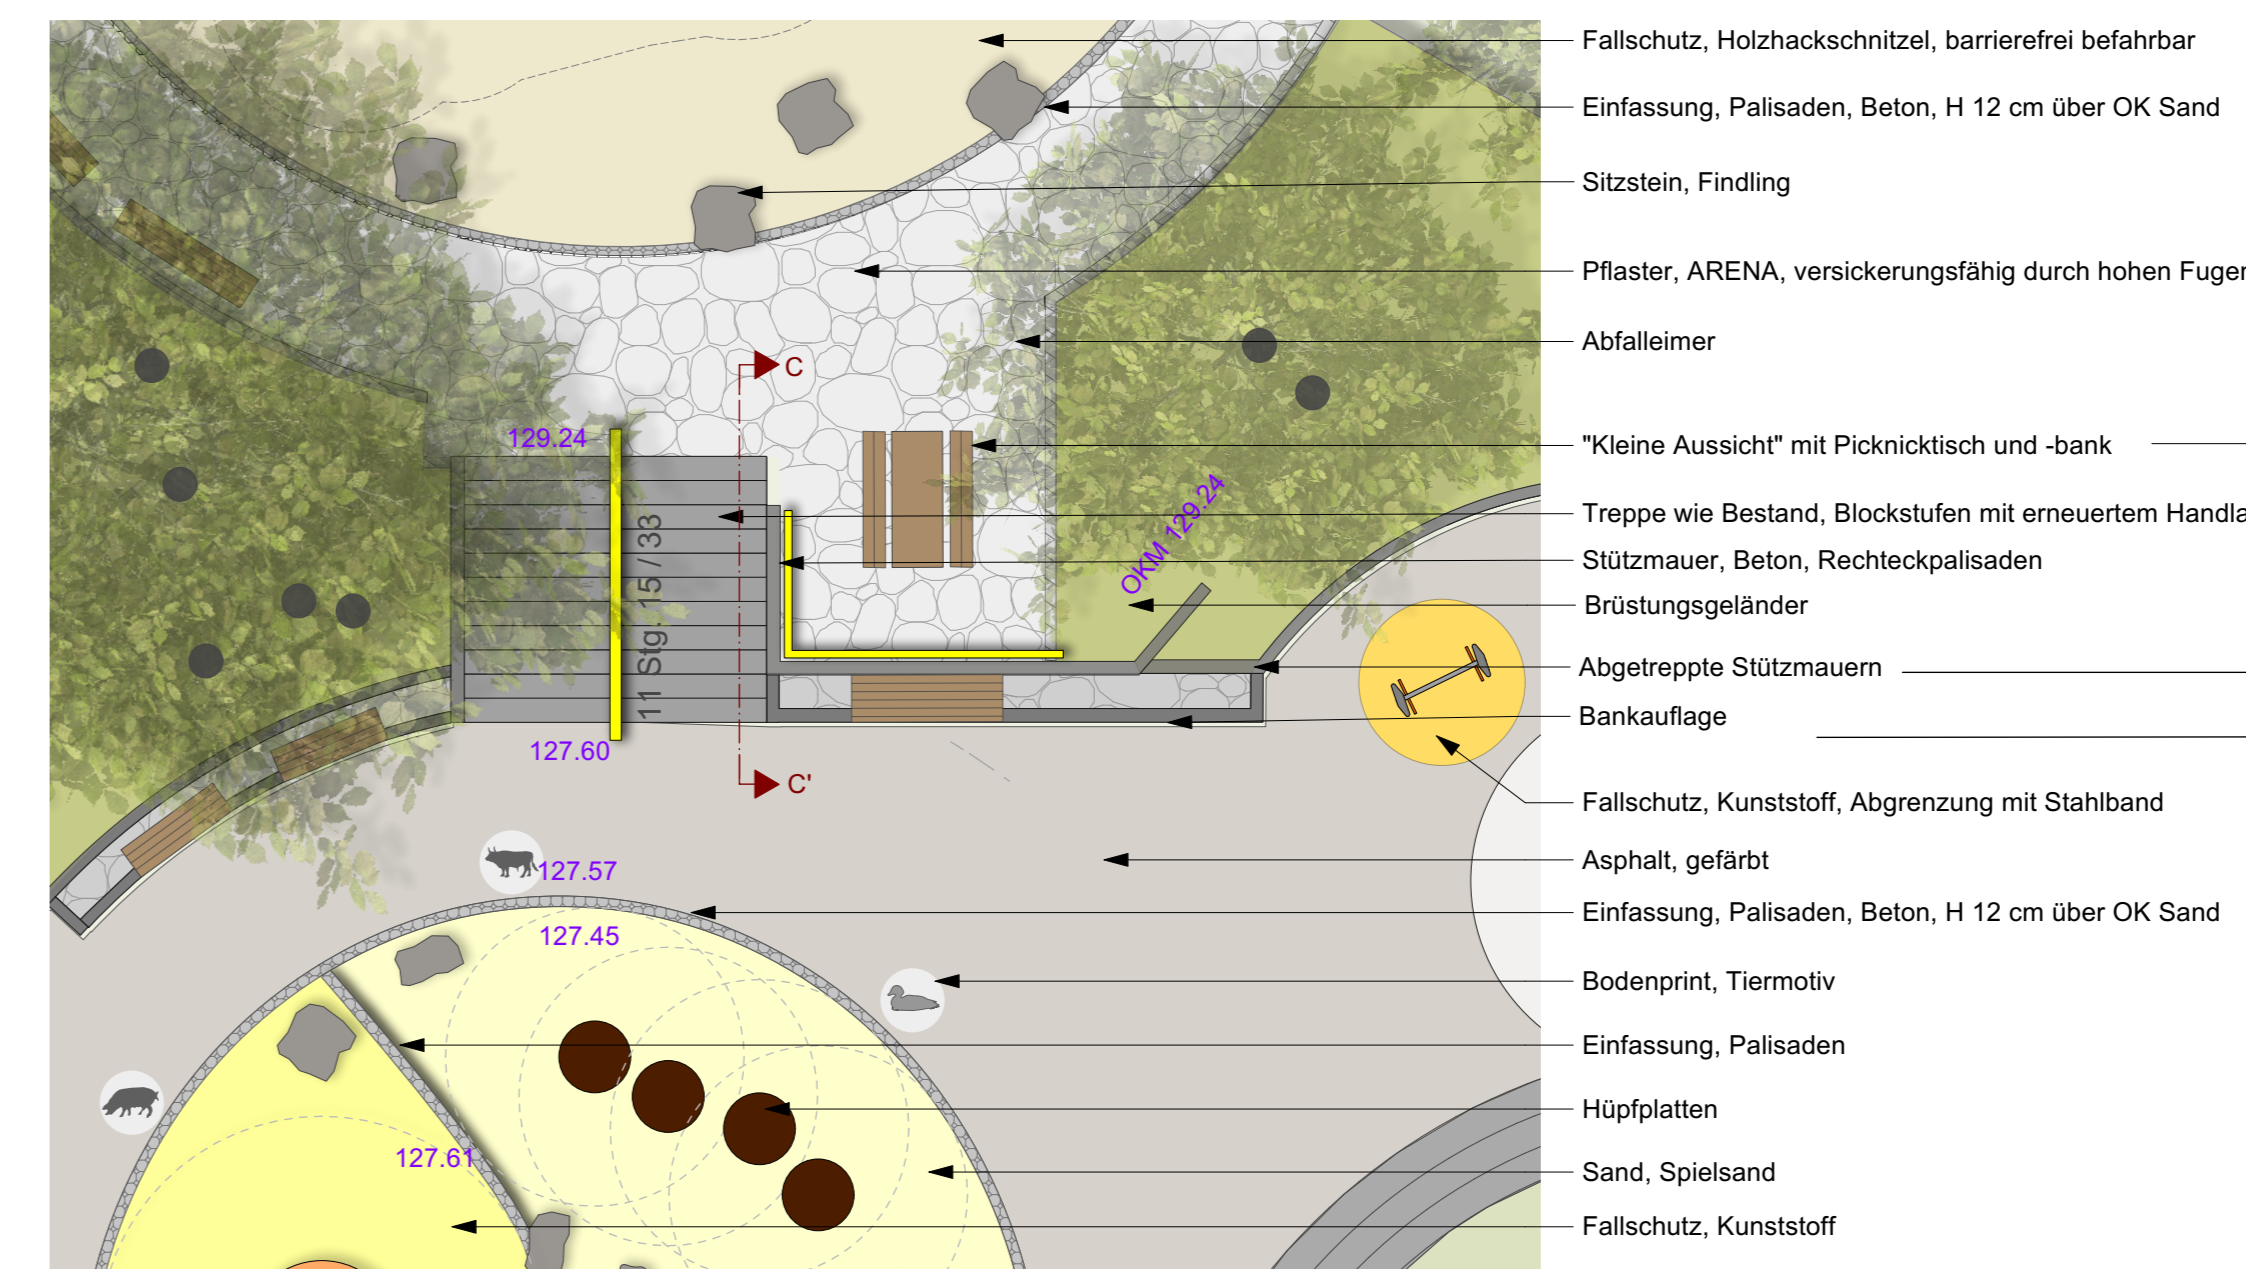 Fallschutz, Holzhackschnitzel, barrierefrei befahrbar
Einfassung, Palisaden, Beton, H 12 cm über OK Sand
Sitzstein, Findling
Pflaster, ARENA, versickerungsfähig durch hohen
Abfalleimer
C
129.24
"Kleine Aussicht" mit Picknicktisch und -bank
OKM 129.24
Treppe wie Bestand, Blockstufen mit erneuertem
11 Stg. 15 / 33
Stützmauer, Beton, Rechteckpalisaden
Brüstungsgeländer
Abgetreppte Stützmauern
Bankauflage
127.60
C'
Fallschutz, Kunststoff, Abgrenzung mit Stahlband
Asphalt, gefärbt
127.57
Einfassung, Palisaden, Beton, H 12 cm über OK Sand
127.45
Bodenprint, Tiermotiv
Einfassung, Palisaden
Hüpfplatten
127.61
Sand, Spielsand
Fallschutz, Kunststoff